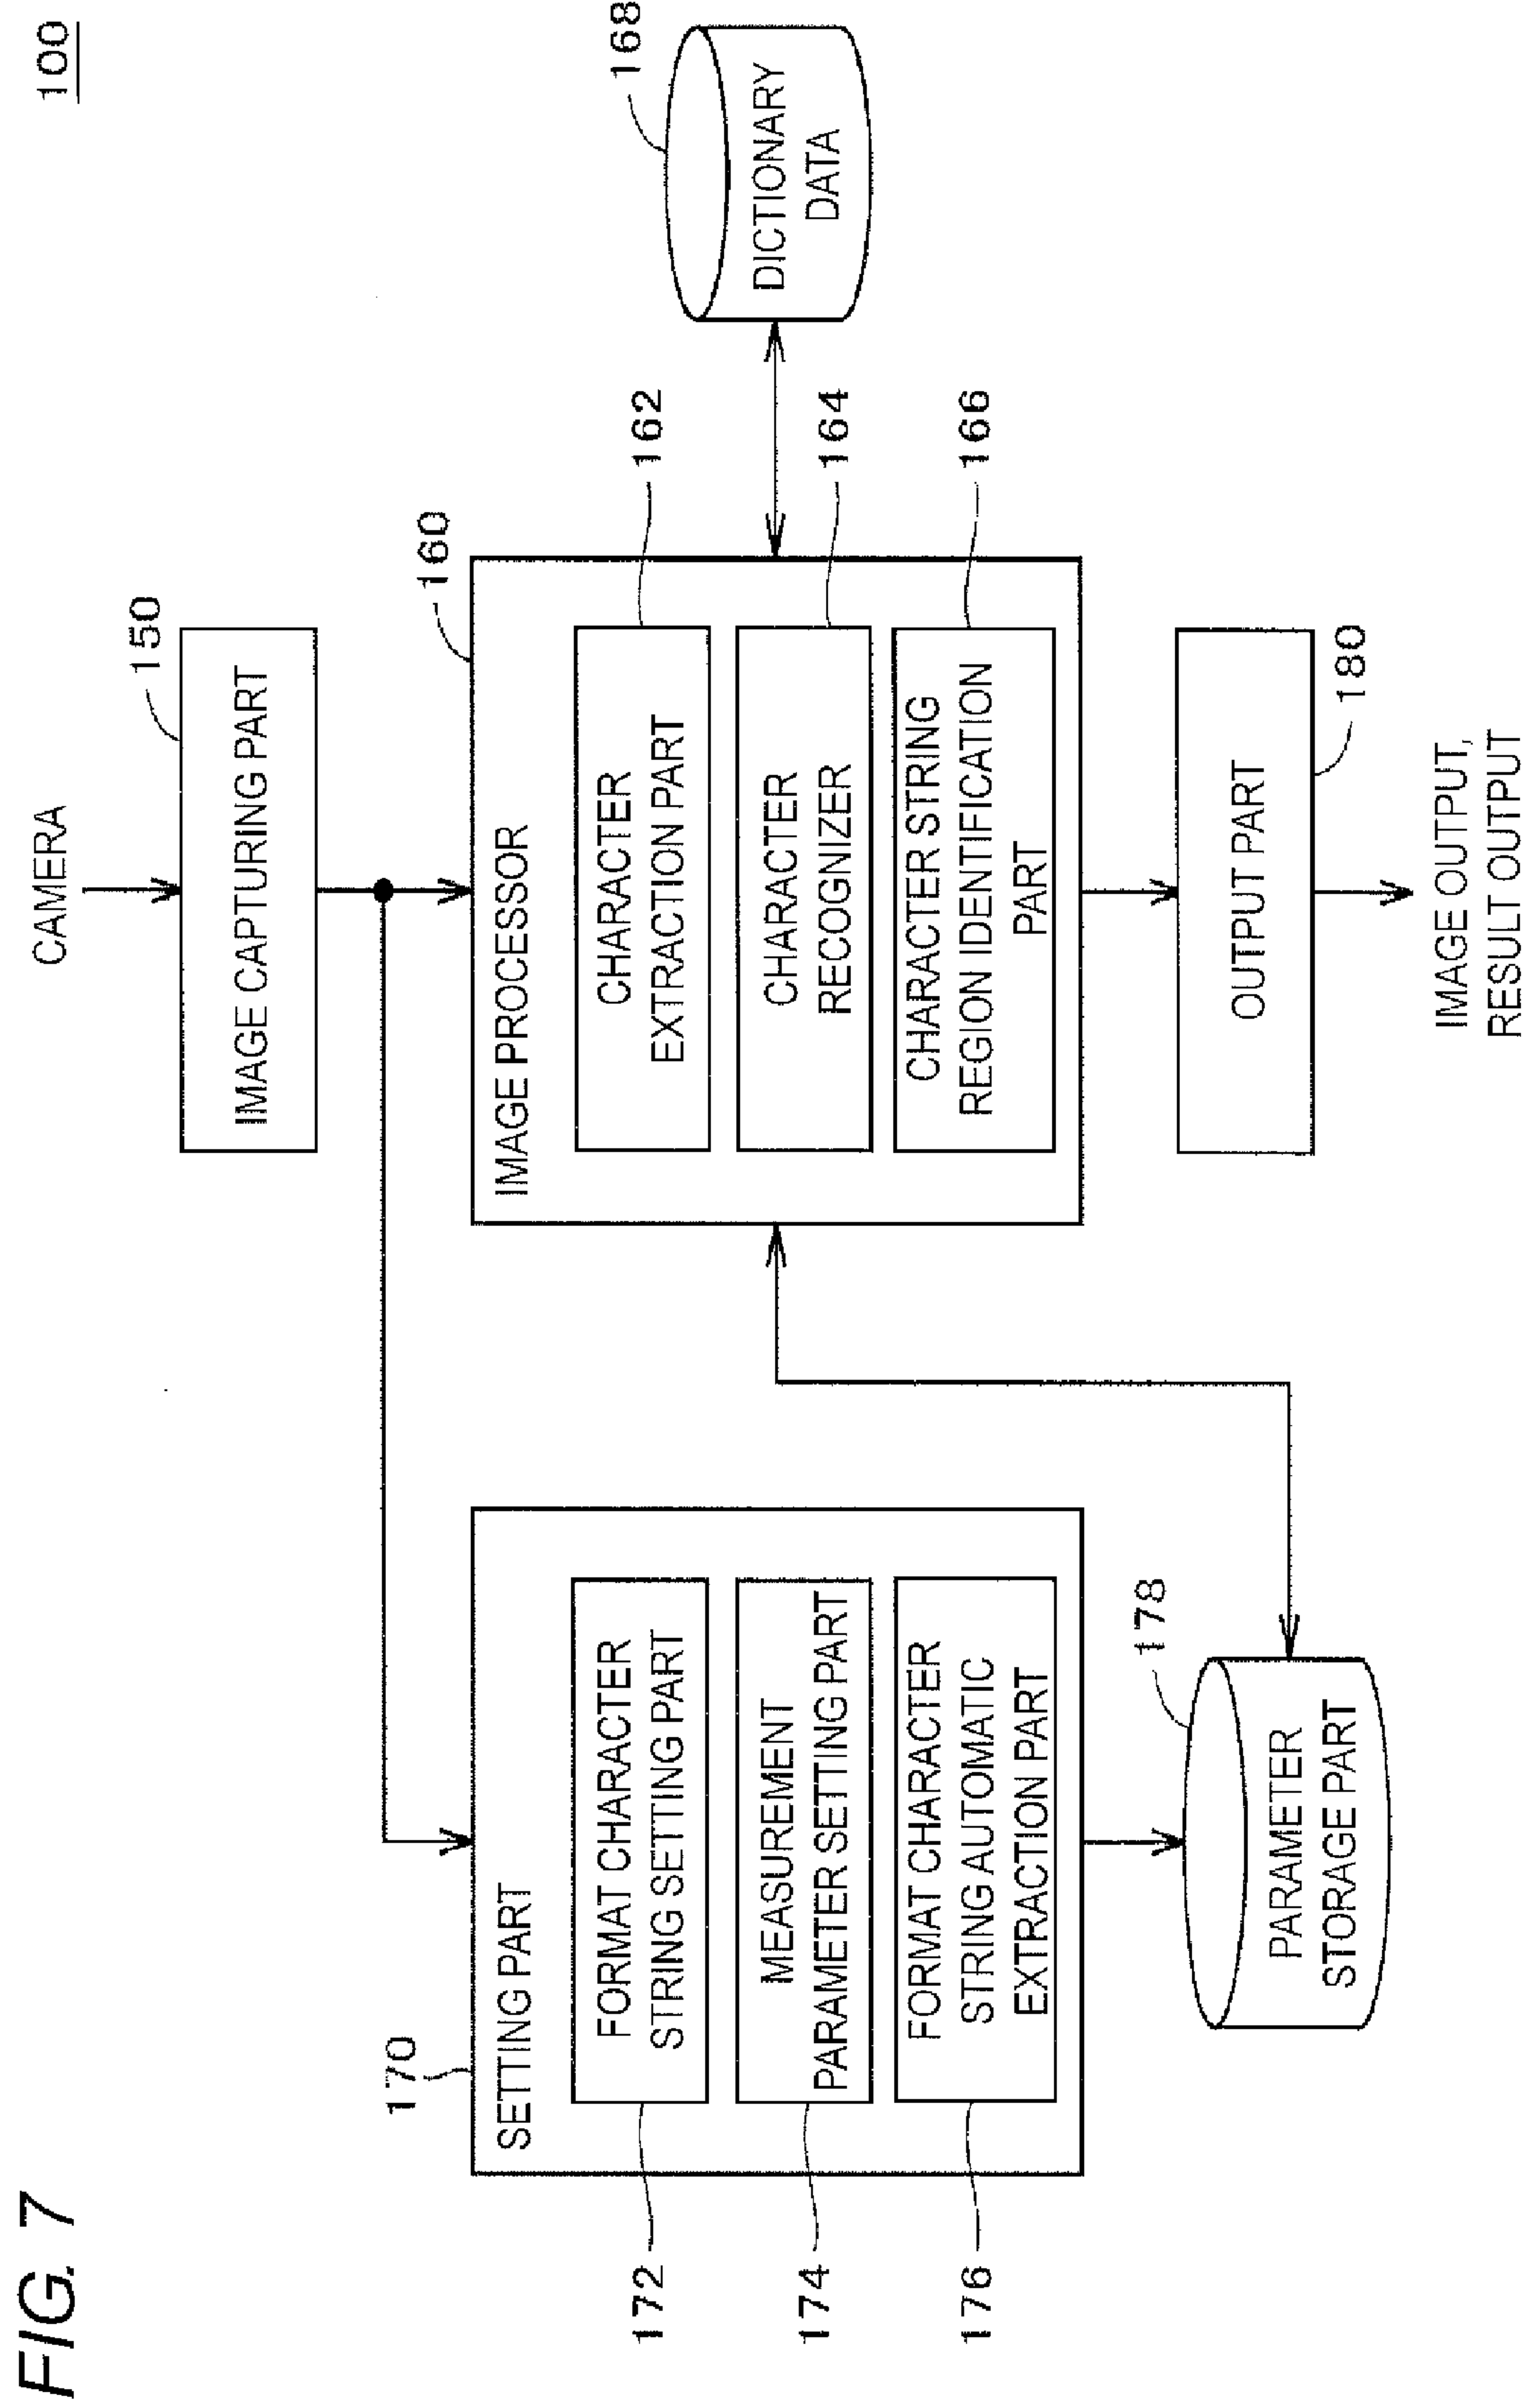 FIG. 7
100
CAMERA
150
IMAGE CAPTURING PART
170
SETTING PART
172
FORMAT CHARACTER
STRING SETTING PART
174
MEASUREMENT
PARAMETER SETTING PART
176
FORMAT CHARACTER
STRING AUTOMATIC
EXTRACTION PART
178
PARAMETER
STORAGE PART
160
IMAGE PROCESSOR
CHARACTER
EXTRACTION PART
162
CHARACTER
RECOGNIZER
164
CHARACTER STRING
REGION IDENTIFICATION
PART
166
168
DICTIONARY
DATA
OUTPUT PART
180
IMAGE OUTPUT,
RESULT OUTPUT